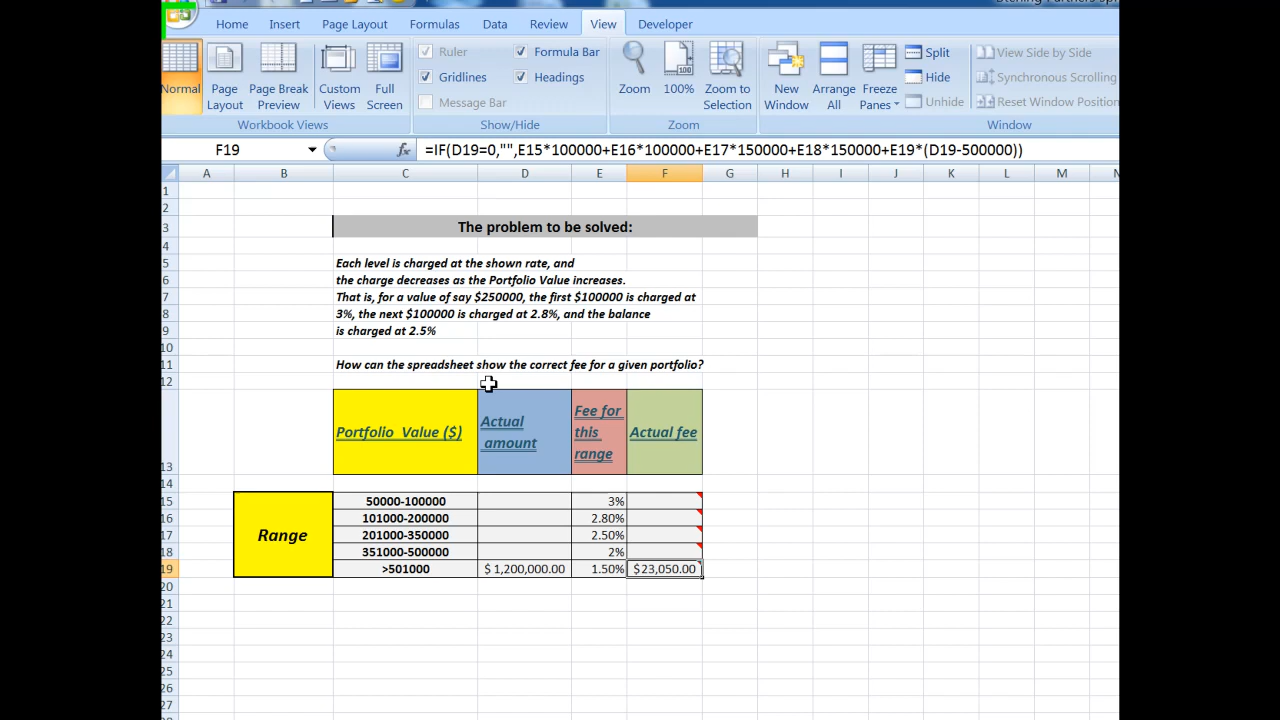 Home Insert Page Layout Formulas Data Review View Developer
Normal
Page Layout
Page Break Preview
Custom Views
Full Screen
Workbook Views
Ruler
Gridlines
Message Bar
Formula Bar
Headings
Show/Hide
Zoom
100
100%
Zoom to Selection
Zoom
New Window
Arrange All
Freeze Panes
Split
Hide
Unhide
View Side by Side
Synchronous Scrolling
Reset Window Position
Window
F19 fx =IF(D19=0,"",E15*100000+E16*100000+E17*150000+E18*150000+E19*(D19-500000))
A B C D E F G H I J K L M
1
2
3 The problem to be solved:
4
5 Each level is charged at the shown rate, and
6 the charge decreases as the Portfolio Value increases.
7 That is, for a value of say $250000, the first $100000 is charged at
8 3%, the next $100000 is charged at 2.8%, and the balance
9 is charged at 2.5%
10
11 How can the spreadsheet show the correct fee for a given portfolio?
12
13 Portfolio Value ($) Actual amount Fee for this range Actual fee
14
Range
15 50000-100000 3%
16 101000-200000 2.80%
17 201000-350000 2.50%
18 351000-500000 2%
19 >501000 $ 1,200,000.00 1.50% $23,050.00
20
21
22
23
24
25
26
27